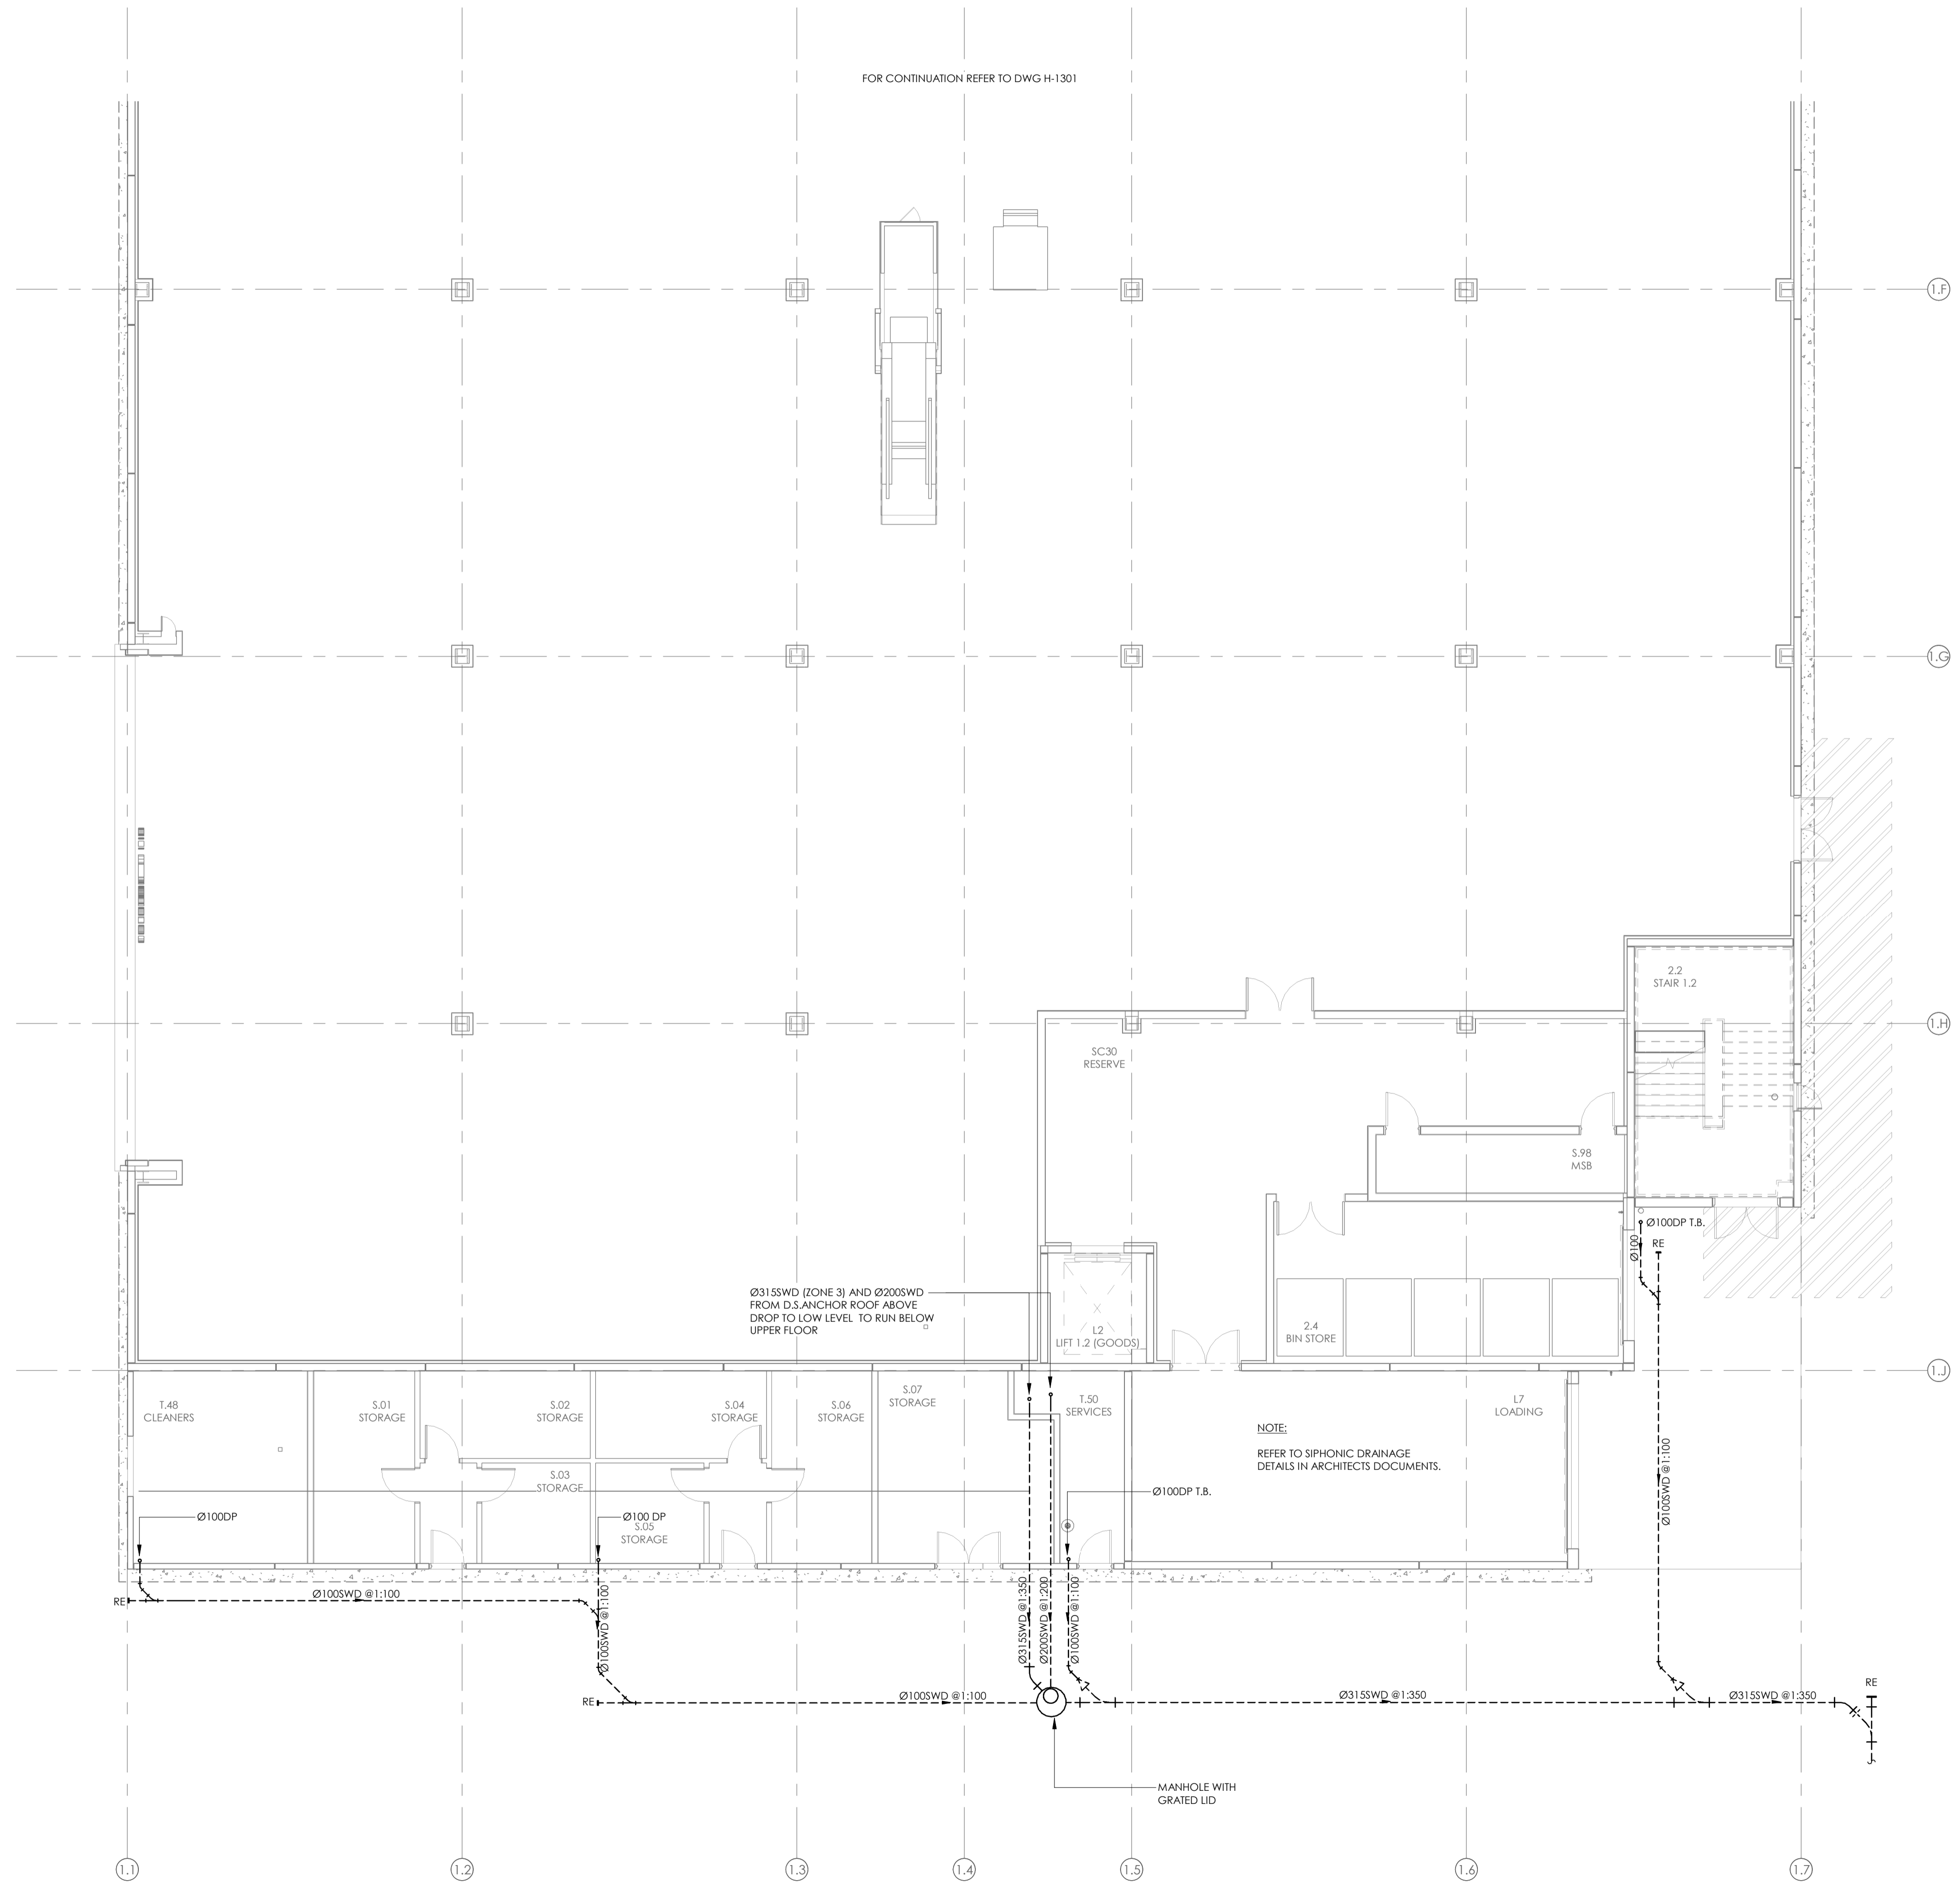 FOR CONTINUATION REFER TO DWG H-1301
1.F
1.G
2.2
STAIR 1.2
1.H
SC30
RESERVE
S.98
MSB
Ø100DP T.B.
Ø100
RE
Ø315SWD (ZONE 3) AND Ø200SWD
FROM D.S.ANCHOR ROOF ABOVE
DROP TO LOW LEVEL TO RUN BELOW
UPPER FLOOR
L2
LIFT 1.2 (GOODS)
2.4
BIN STORE
1.J
T.48
CLEANERS
S.01
STORAGE
S.02
STORAGE
S.04
STORAGE
S.06
STORAGE
S.07
STORAGE
T.50
SERVICES
L7
LOADING
NOTE:
REFER TO SIPHONIC DRAINAGE
DETAILS IN ARCHITECTS DOCUMENTS.
S.03
STORAGE
Ø100SWD @1:100
Ø100DP
Ø100 DP
S.05
STORAGE
Ø100DP T.B.
RE
Ø100SWD @1:100
Ø100SWD @1:100
Ø315SWD @1:350
Ø200SWD @1:200
Ø100SWD @1:100
RE
Ø100SWD @1:100
Ø315SWD @1:350
Ø315SWD @1:350
RE
MANHOLE WITH
GRATED LID
1.1
1.2
1.3
1.4
1.5
1.6
1.7